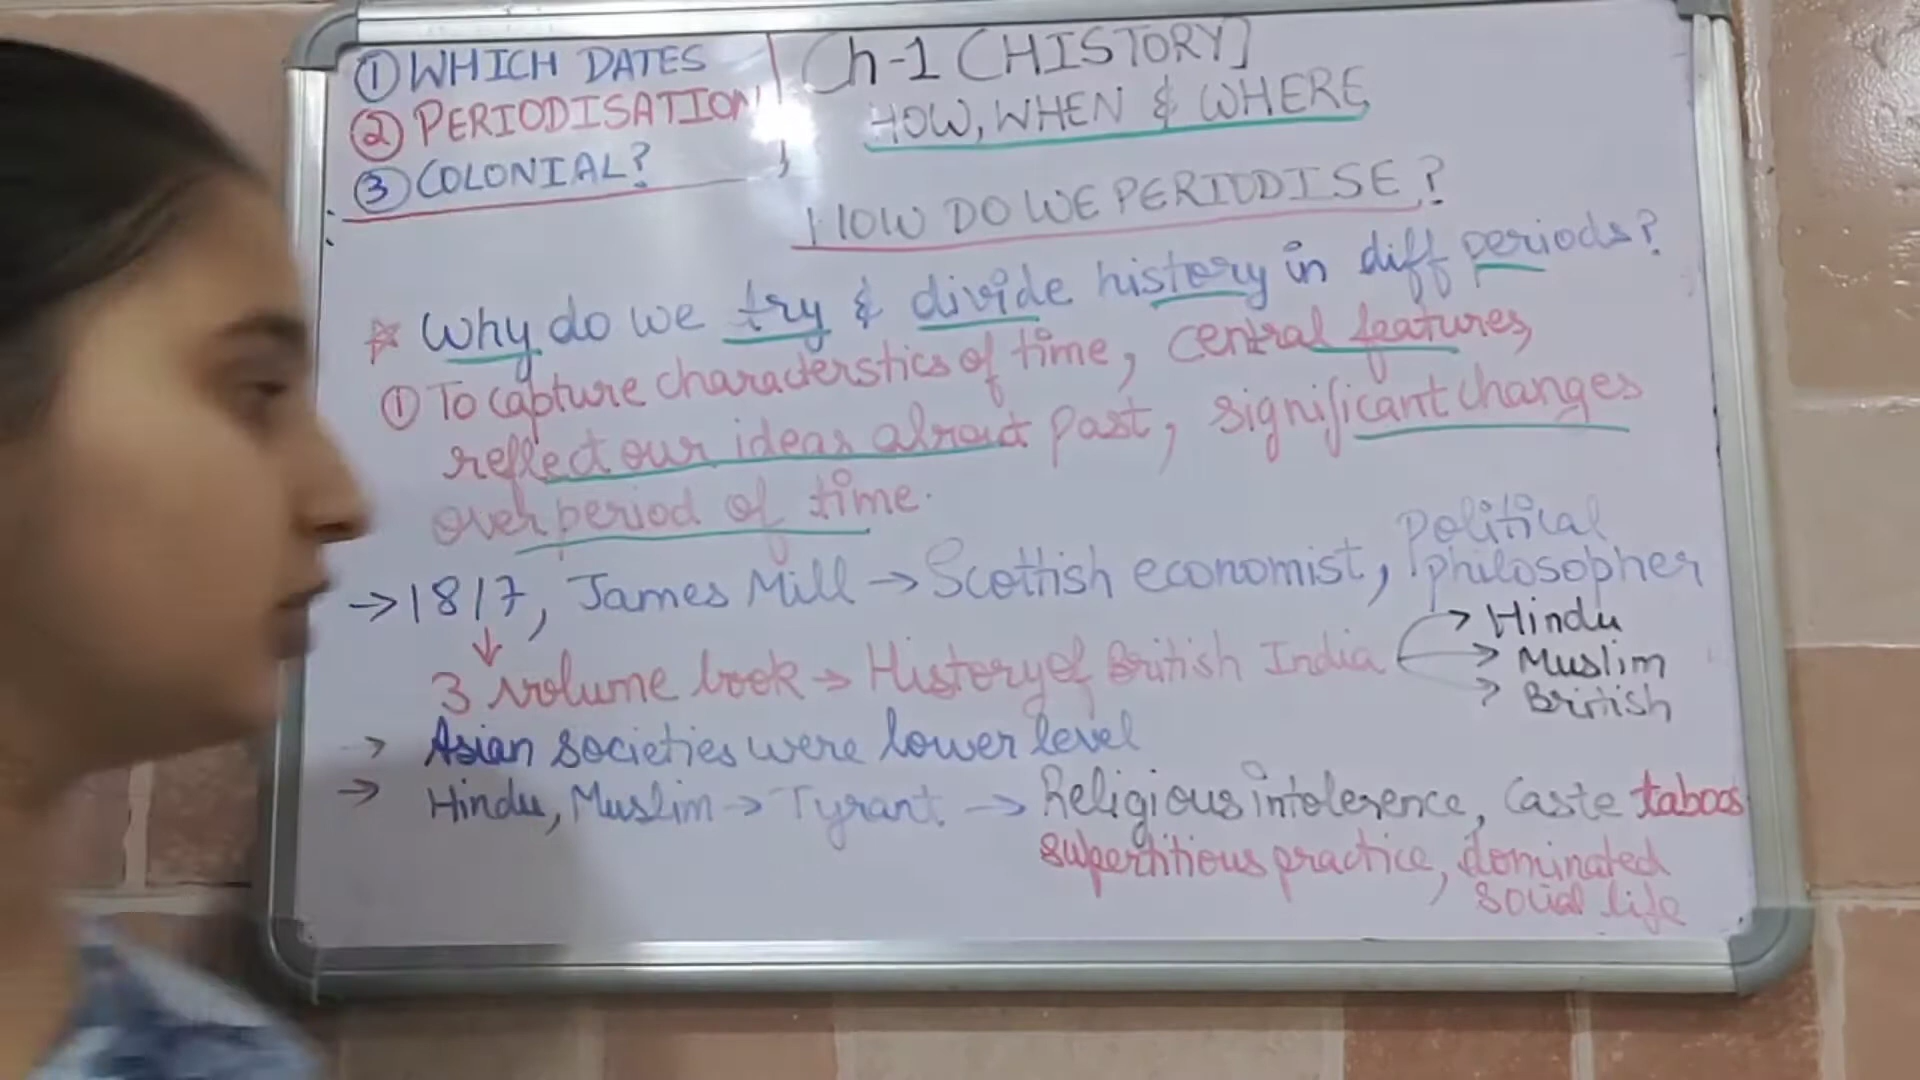 ① WHICH DATES
② PERIODISATION
③ COLONIAL?
Ch-1 (HISTORY]
HOW, WHEN & WHERE
HOW DO WE PERIODISE?
Why do we try & divide history in diff periods?
① To capture characterstics of time, central features,
reflect our ideas about past, significant changes
over period of time.
→ 1817, James Mill → Scottish economist, Political
philosopher
↓
3 volume book → History of British India → Hindu
→ Muslim
→ British
→ Asian societies were lower level
→ Hindu, Muslim → Tyrant. → Religious intolerence, Caste taboos
supertitious practice, dominated
social life